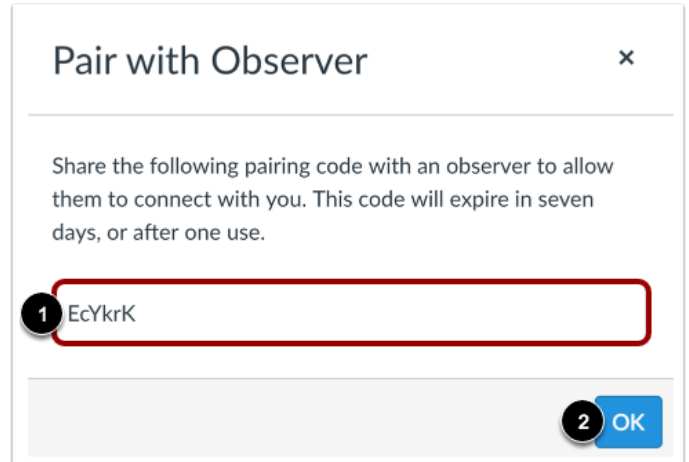 Pair with Observer ×
Share the following pairing code with an observer to allow
them to connect with you. This code will expire in seven
days, or after one use.
1 EcYkrK
2 OK